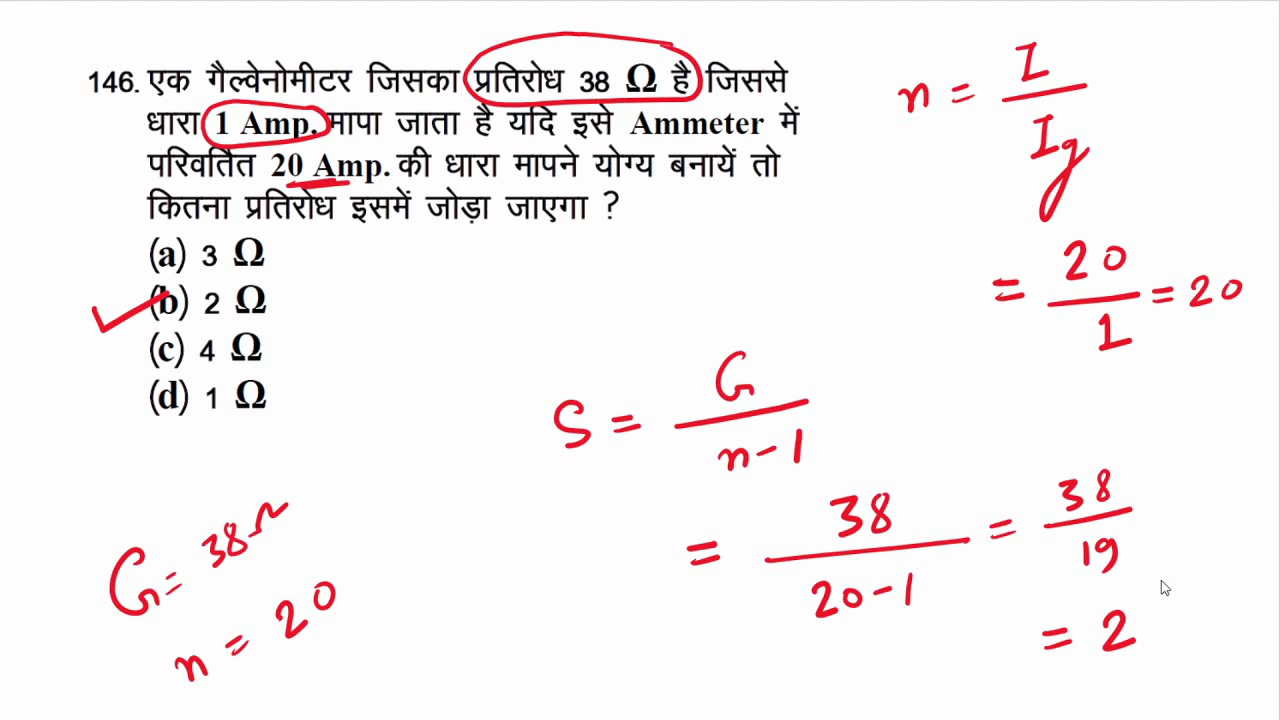 146. एक गैल्वेनोमीटर जिसका प्रतिरोध 38 Ω है जिससे
धारा 1 Amp. मापा जाता है यदि इसे Ammeter में
परिवर्तित 20 Amp. की धारा मापने योग्य बनायें तो
कितना प्रतिरोध इसमें जोड़ा जाएगा ?
(a) 3 Ω
(b) 2 Ω
(c) 4 Ω
(d) 1 Ω
n = I / Ig
= 20 / 1 = 20
S = G / n - 1
= 38 / 20 - 1 = 38 / 19
= 2
G = 38 Ω
n = 20